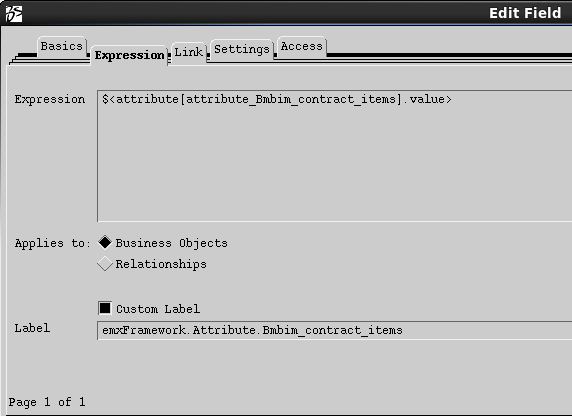 Edit Field
Basics Expression Link Settings Access
Expression $<attribute[attribute_Bmbim_contract_items].value>
Applies to: Business Objects
Relationships
Custom Label
Label emxFramework.Attribute.Bmbim_contract_items
Page 1 of 1